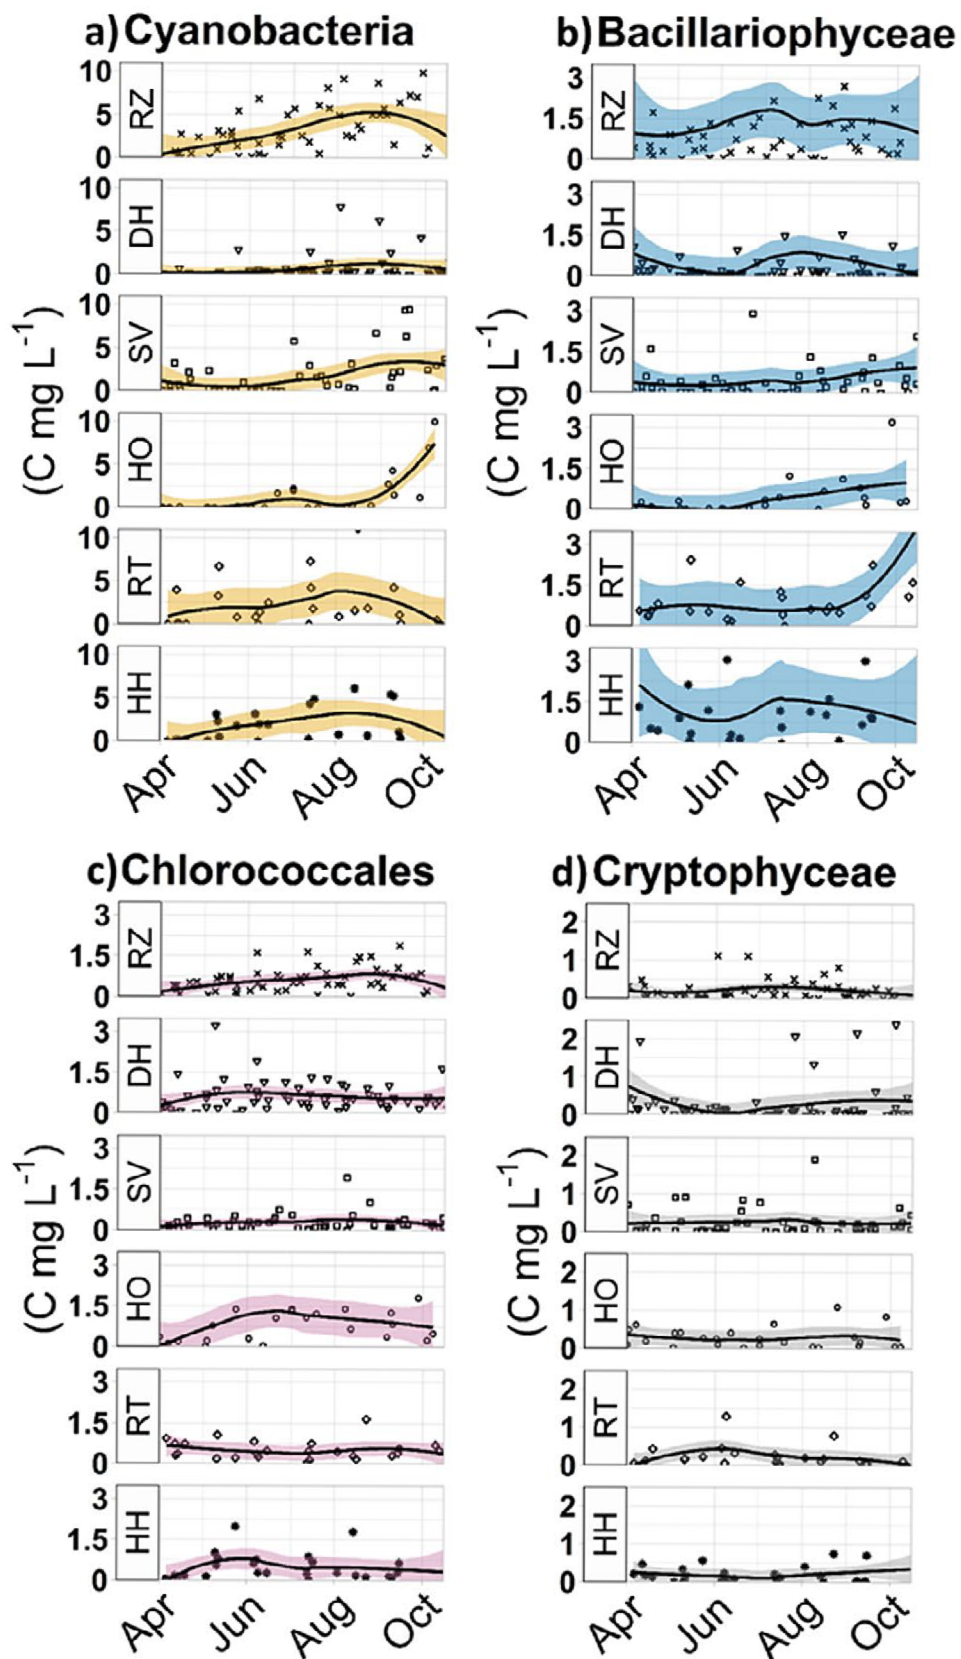 a) Cyanobacteria
(C mg L⁻¹)
10
5
0
RZ
10
5
0
DH
10
5
0
SV
10
5
0
HO
10
5
0
RT
10
5
0
HH
Apr Jun Aug Oct
b) Bacillariophyceae
(C mg L⁻¹)
3
1.5
0
RZ
3
1.5
0
DH
3
1.5
0
SV
3
1.5
0
HO
3
1.5
0
RT
3
1.5
0
HH
Apr Jun Aug Oct
c) Chlorococcales
(C mg L⁻¹)
3
1.5
0
RZ
3
1.5
0
DH
3
1.5
0
SV
3
1.5
0
HO
3
1.5
0
RT
3
1.5
0
HH
Apr Jun Aug Oct
d) Cryptophyceae
(C mg L⁻¹)
2
1
0
RZ
2
1
0
DH
2
1
0
SV
2
1
0
HO
2
1
0
RT
2
1
0
HH
Apr Jun Aug Oct